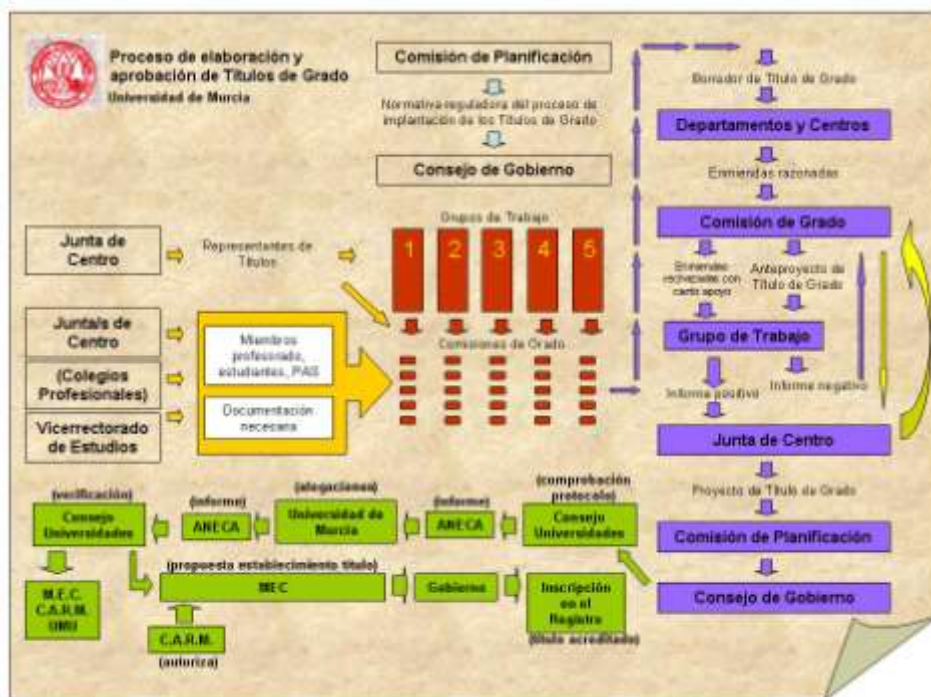 Proceso de elaboración y
aprobación de Títulos de Grado
Universidad de Murcia
Comisión de Planificación
Normativa reguladora del proceso de
implantación de los Títulos de Grado
Consejo de Gobierno
Grupos de Trabajo
1 2 3 4 5
Junta de
Centro
Representantes de
Títulos
Junta/s de
Centro
(Colegios
Profesionales)
Vicerrectorado
de Estudios
Miembros
profesorado,
estudiantes, PAS
Documentación
necesaria
Comisiones de Grado
Borrador de Título de Grado
Departamentos y Centros
Enmiendas razonadas
Comisión de Grado
Enmiendas
rechazadas con
cierto apoyo
Anteproyecto de
Título de Grado
Grupo de Trabajo
Informe positivo
Informe negativo
Junta de Centro
Proyecto de Título de Grado
Comisión de Planificación
Consejo de Gobierno
(comprobación
protocolo)
Consejo
Universidades
(informe)
ANECA
(alegaciones)
Universidad de
Murcia
(informe)
ANECA
(verificación)
Consejo
Universidades
M.E.C.
C.A.R.M.
UMU
(propuesta establecimiento título)
MEC
C.A.R.M.
(autoriza)
Gobierno
Inscripción
en el
Registro
(título acreditado)